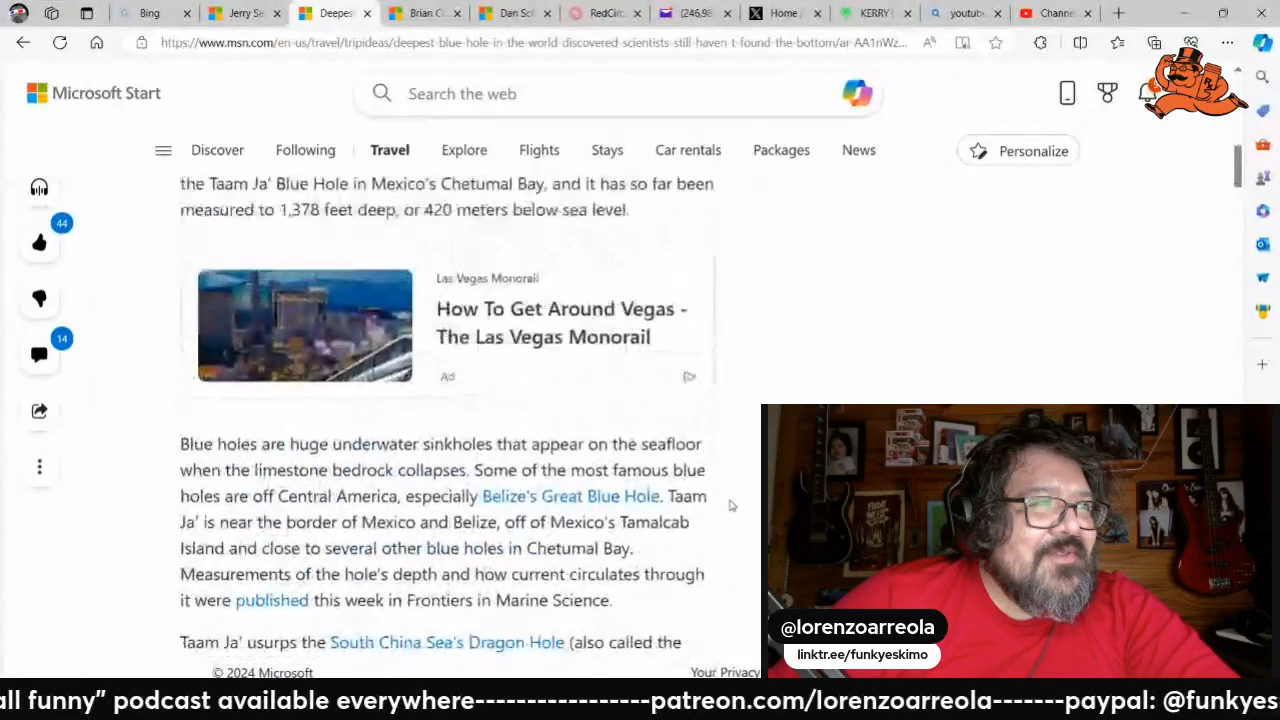 Bing
Jerry Se
Deepes
Brian C
Dan Sci
RedCirc
(246,98
Home /
KERRY
youtub
Channe
https://www.msn.com/en-us/travel/tripideas/deepest-blue-hole-in-the-world-discovered-scientists-still-haven-t-found-the-bottom/ar-AA1nWz...
Microsoft Start
Search the web
Discover
Following
Travel
Explore
Flights
Stays
Car rentals
Packages
News
Personalize
44
14
the Taam Ja' Blue Hole in Mexico's Chetumal Bay, and it has so far been
measured to 1,378 feet deep, or 420 meters below sea level.
Las Vegas Monorail
How To Get Around Vegas -
The Las Vegas Monorail
Ad
Blue holes are huge underwater sinkholes that appear on the seafloor
when the limestone bedrock collapses. Some of the most famous blue
holes are off Central America, especially Belize's Great Blue Hole. Taam
Ja' is near the border of Mexico and Belize, off of Mexico's Tamalcab
Island and close to several other blue holes in Chetumal Bay.
Measurements of the hole's depth and how current circulates through
it were published this week in Frontiers in Marine Science.
Taam Ja' usurps the South China Sea's Dragon Hole (also called the
© 2024 Microsoft
Your Privacy
@lorenzoarreola
linktr.ee/funkyeskimo
all funny” podcast available everywhere-----------------patreon.com/lorenzoarreola-------paypal: @funkyes